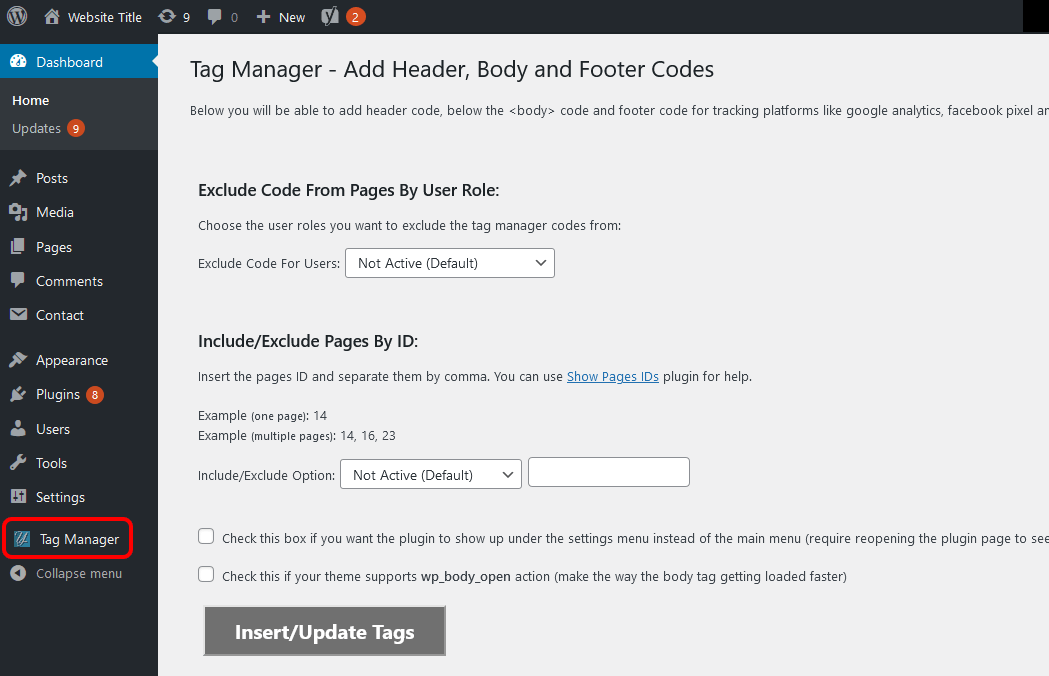 Website Title 9 0 New 2
Dashboard
Home
Updates 9
Posts
Media
Pages
Comments
Contact
Appearance
Plugins 8
Users
Tools
Settings
Tag Manager
Collapse menu
Tag Manager - Add Header, Body and Footer Codes
Below you will be able to add header code, below the <body> code and footer code for tracking platforms like google analytics, facebook pixel
Exclude Code From Pages By User Role:
Choose the user roles you want to exclude the tag manager codes from:
Exclude Code For Users: Not Active (Default)
Include/Exclude Pages By ID:
Insert the pages ID and separate them by comma. You can use Show Pages IDs plugin for help.
Example (one page): 14
Example (multiple pages): 14, 16, 23
Include/Exclude Option: Not Active (Default)
Check this box if you want the plugin to show up under the settings menu instead of the main menu (require reopening the plugin page to see
Check this if your theme supports wp_body_open action (make the way the body tag getting loaded faster)
Insert/Update Tags